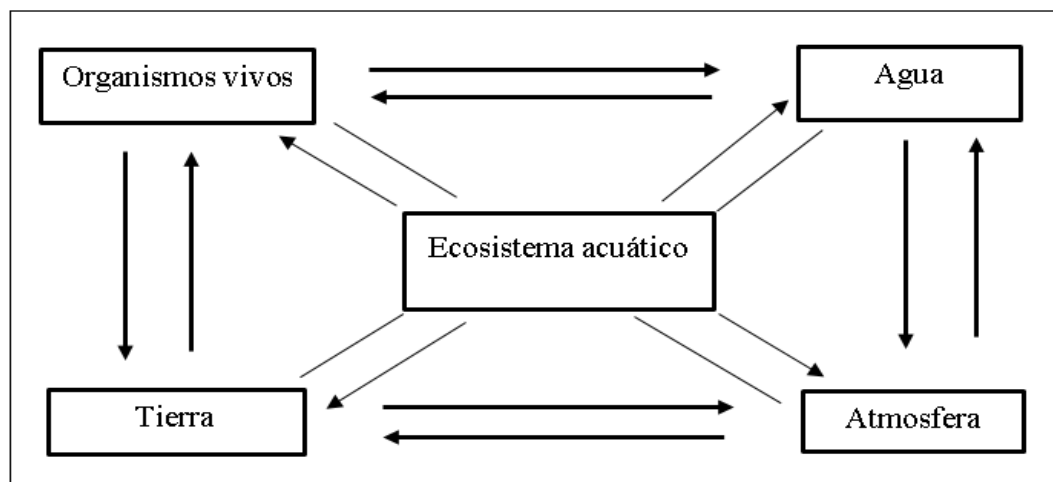 Organismos vivos
Agua
Ecosistema acuático
Tierra
Atmosfera